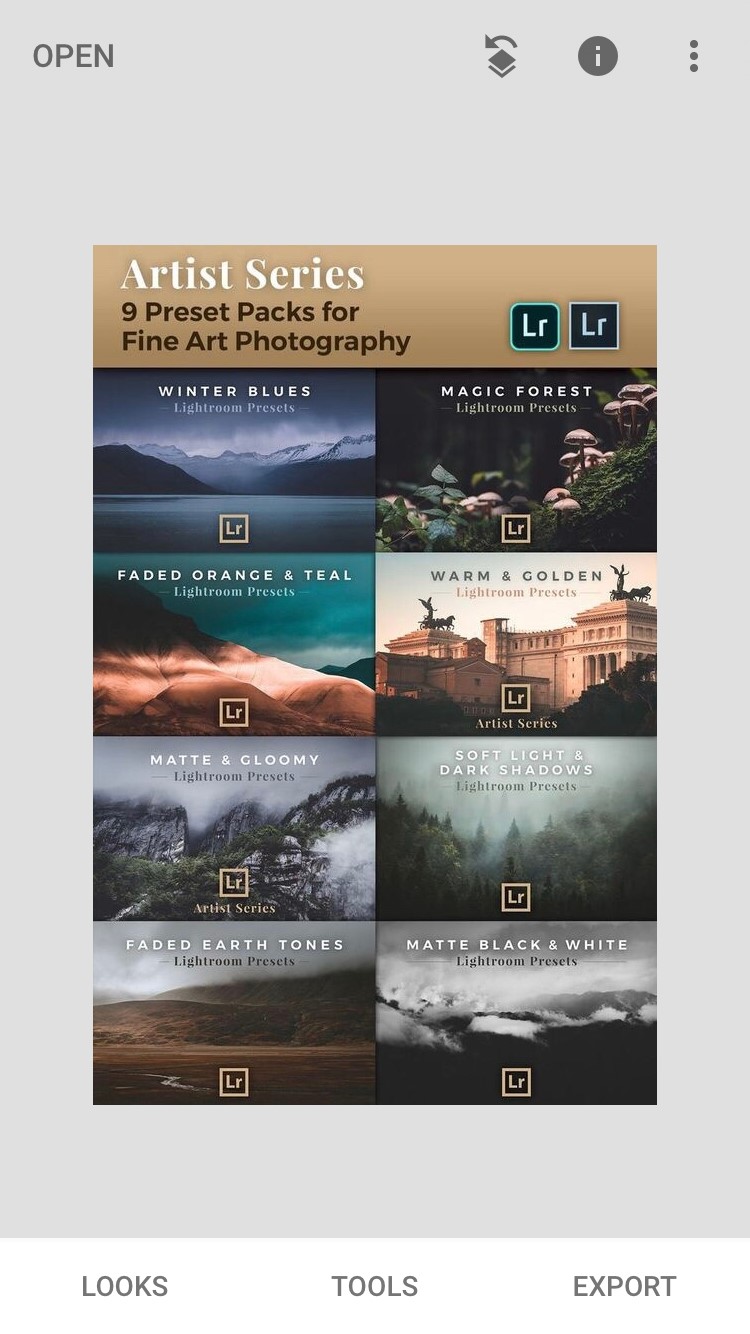 OPEN
Artist Series
9 Preset Packs for
Fine Art Photography
Lr
Lr
WINTER BLUES
Lightroom Presets
Lr
MAGIC FOREST
Lightroom Presets
Lr
FADED ORANGE & TEAL
Lightroom Presets
Lr
WARM & GOLDEN
Lightroom Presets
Lr
Artist Series
MATTE & GLOOMY
Lightroom Presets
Lr
Artist Series
SOFT LIGHT &
DARK SHADOWS
Lightroom Presets
Lr
FADED EARTH TONES
Lightroom Presets
Lr
MATTE BLACK & WHITE
Lightroom Presets
Lr
LOOKS
TOOLS
EXPORT